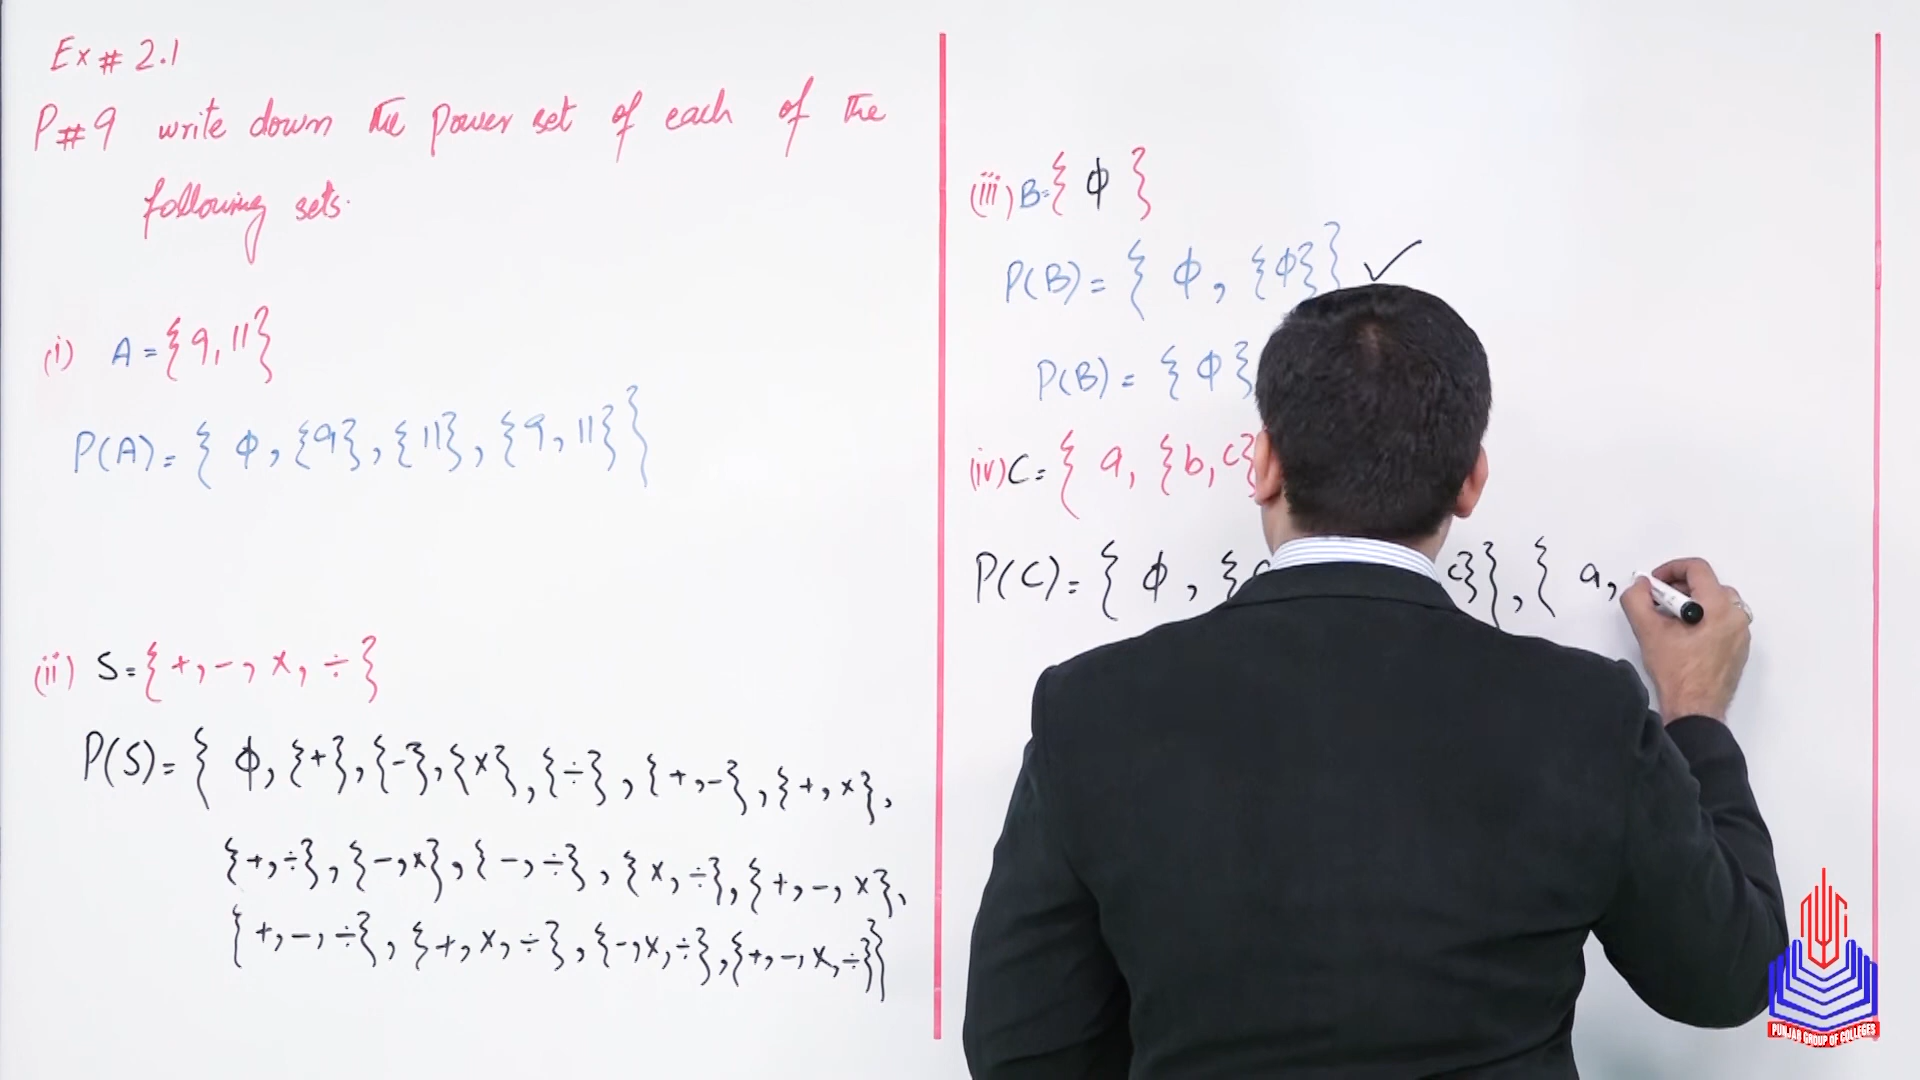 Ex # 2.1
P # 9 write down the power set of each of the
following sets.
(i) A = {9, 11}
P(A) = { ϕ, {9}, {11}, {9, 11} }
(ii) S = {+, -, ×, ÷}
P(S) = { ϕ, {+}, {-}, {×}, {÷}, {+, -}, {+, ×},
{+, ÷}, {-, ×}, {-, ÷}, {×, ÷}, {+, -, ×},
{+, -, ÷}, {+, ×, ÷}, {-, ×, ÷}, {+, -, ×, ÷}}
(iii) B = { ϕ }
P(B) = { ϕ, {ϕ} } ✓
P(B) = { ϕ }
(iv) C = { a, {b, c}
P(C) = { ϕ, { c}}, { a,
PUNJAB GROUP OF COLLEGES